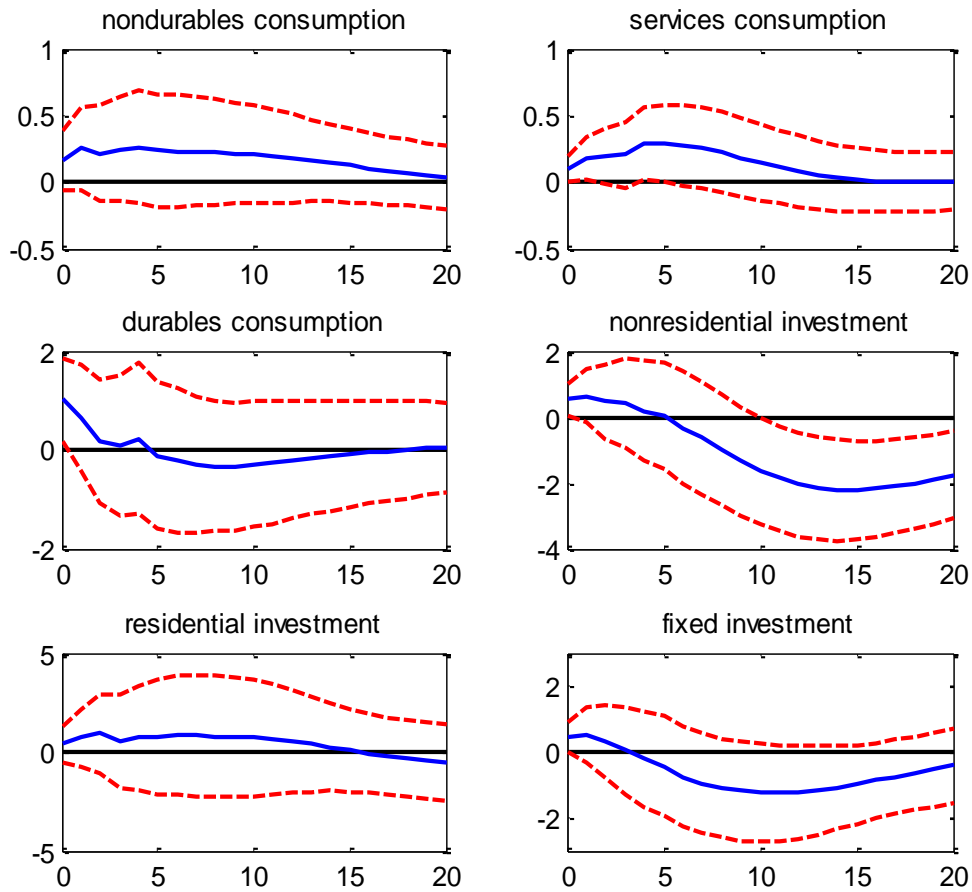 nondurables consumption
1
0.5
0
-0.5
0 5 10 15 20
services consumption
1
0.5
0
-0.5
0 5 10 15 20
durables consumption
2
0
-2
0 5 10 15 20
nonresidential investment
2
0
-2
-4
0 5 10 15 20
residential investment
5
0
-5
0 5 10 15 20
fixed investment
2
0
-2
0 5 10 15 20